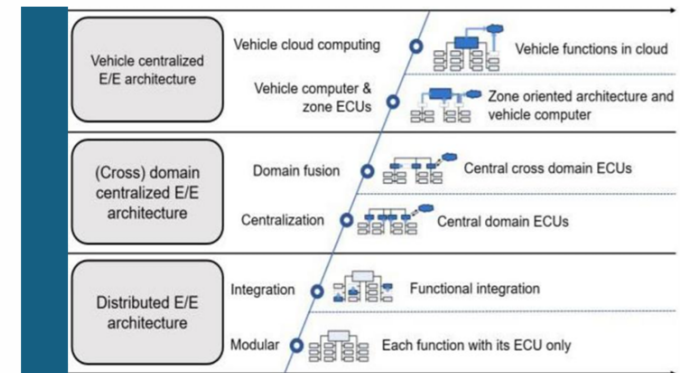 Vehicle centralized
E/E architecture
Vehicle cloud computing
Vehicle functions in cloud
Vehicle computer &
zone ECUs
Zone oriented architecture and
vehicle computer
(Cross) domain
centralized E/E
architecture
Domain fusion
Central cross domain ECUs
Centralization
Central domain ECUs
Distributed E/E
architecture
Integration
Functional integration
Modular
Each function with its ECU only